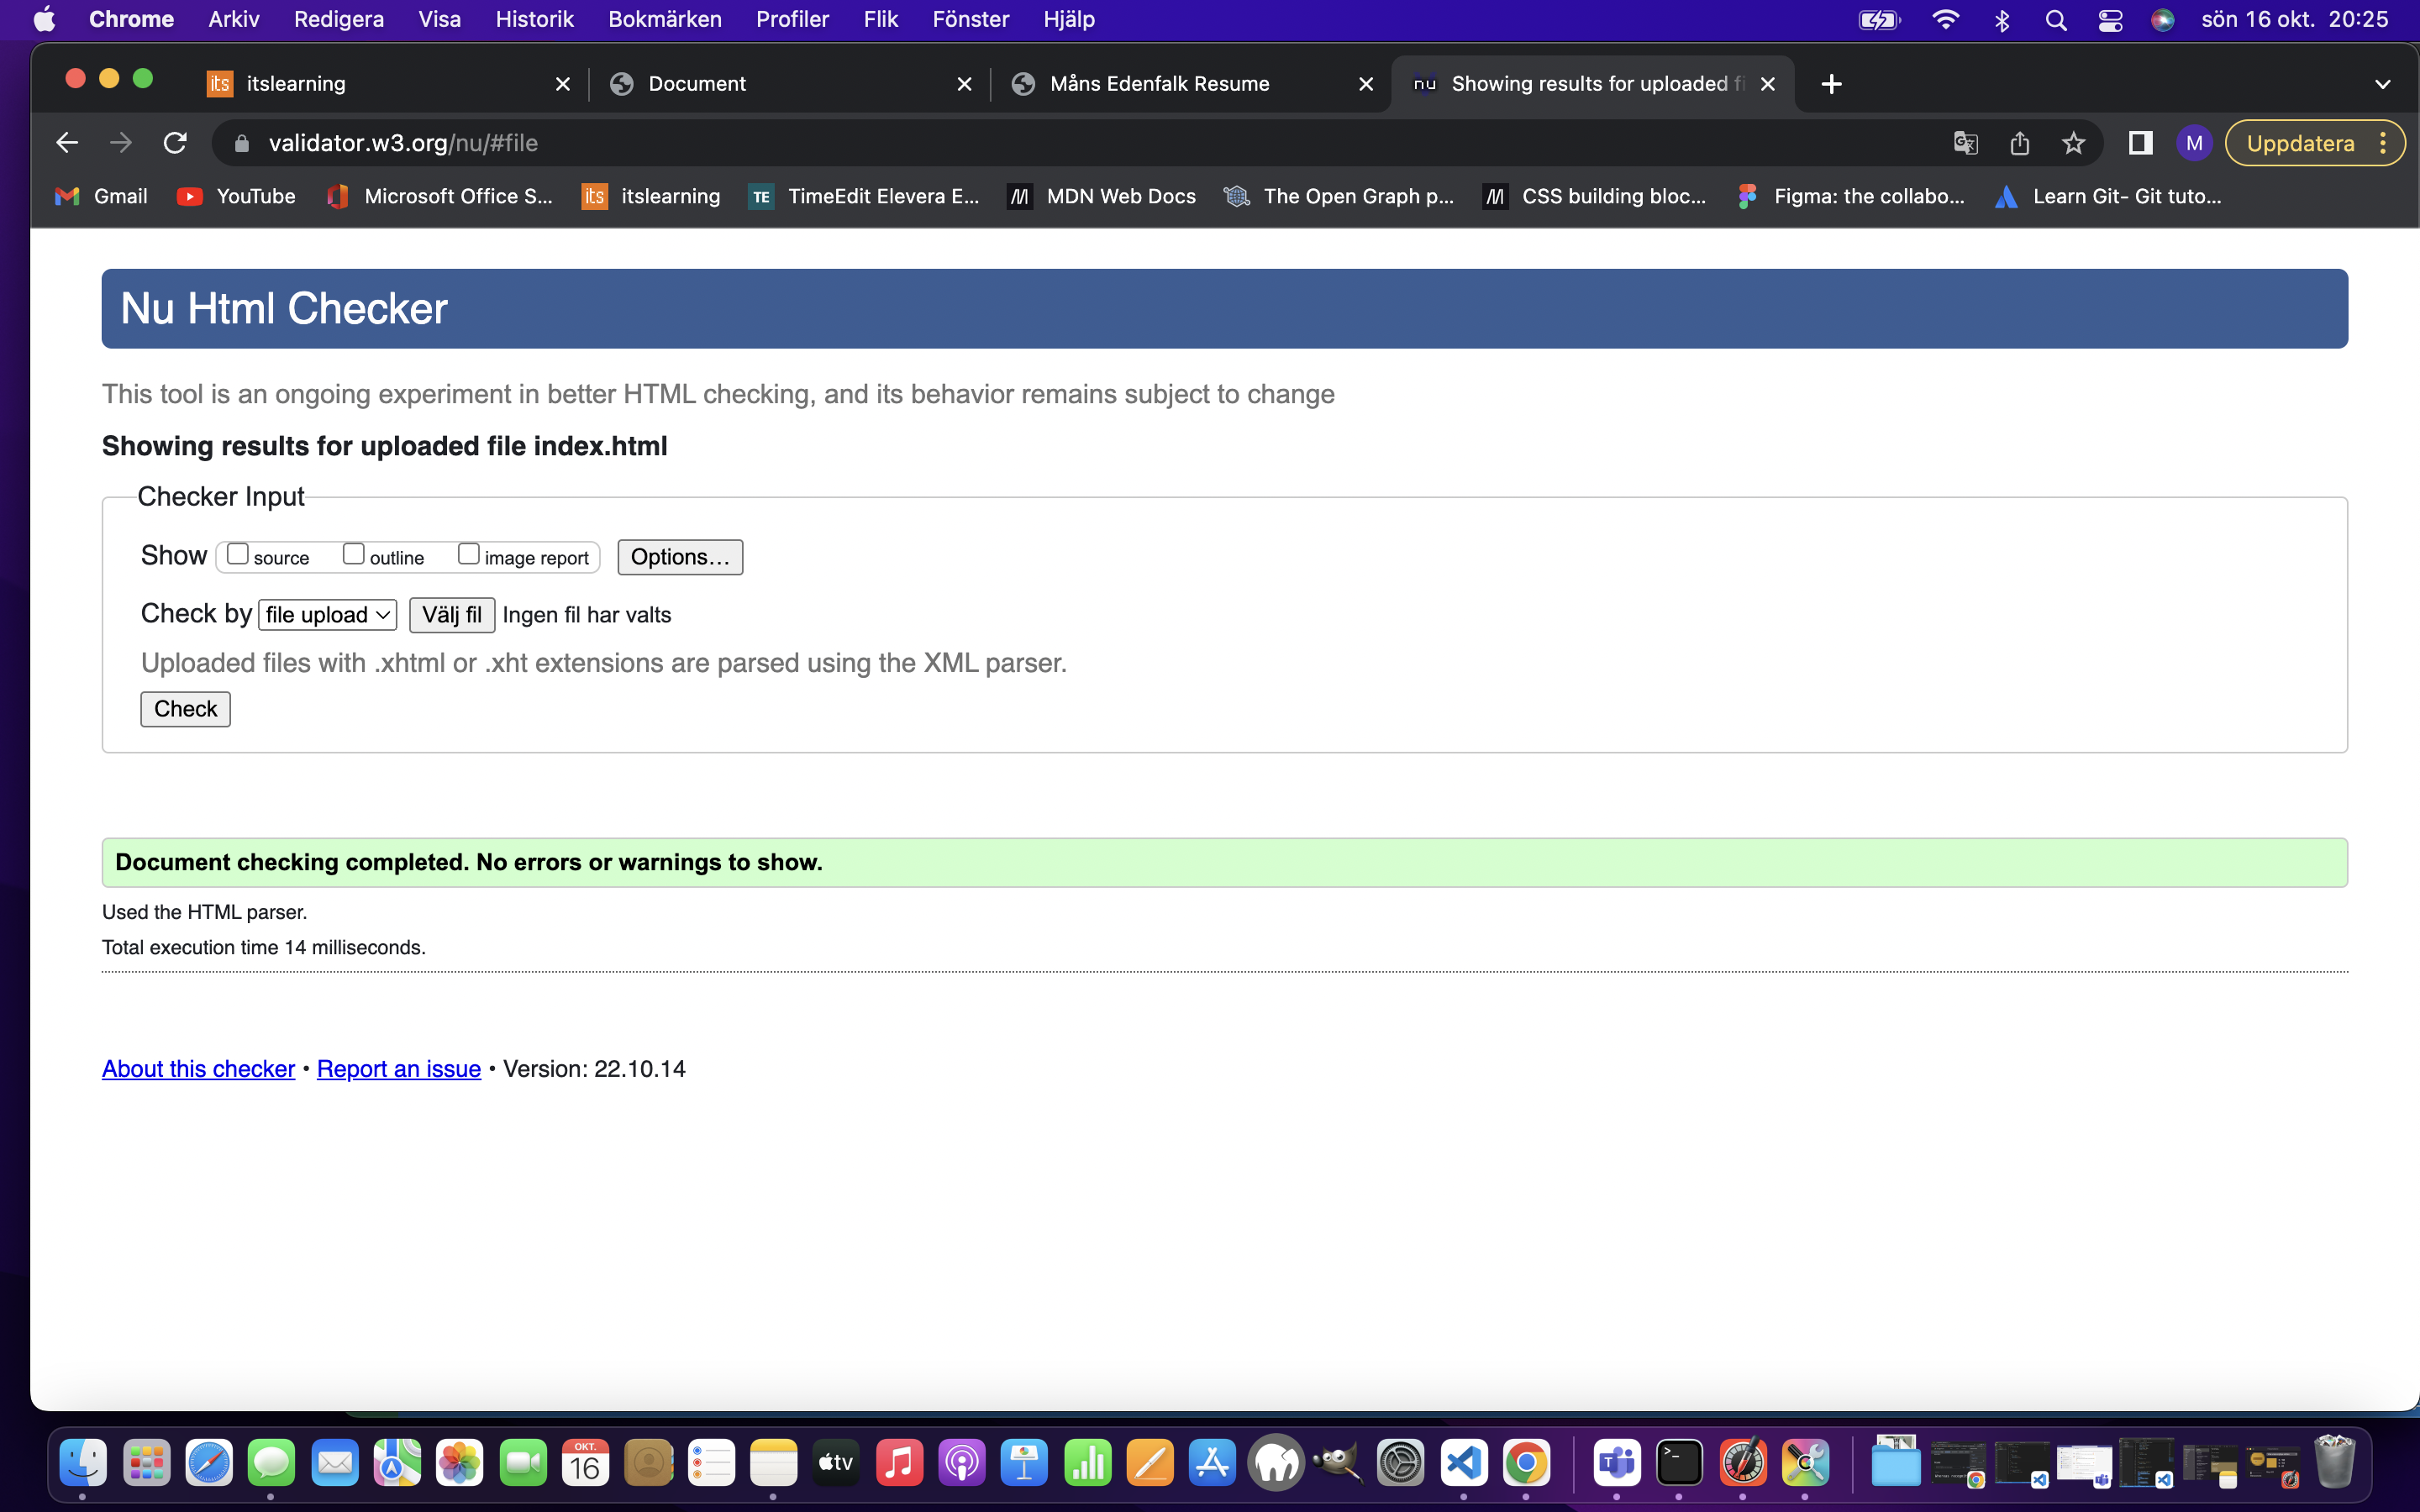 Chrome Arkiv Redigera Visa Historik Bokmärken Profiler Flik Fönster Hjälp sön 16 okt. 20:25
its itslearning Document Måns Edenfalk Resume nu Showing results for uploaded fi
validator.w3.org/nu/#file M Uppdatera
Gmail YouTube Microsoft Office S... its itslearning TE TimeEdit Elevera E... MDN Web Docs The Open Graph p... CSS building bloc... Figma: the collabo... Learn Git- Git tuto...
Nu Html Checker
This tool is an ongoing experiment in better HTML checking, and its behavior remains subject to change
Showing results for uploaded file index.html
Checker Input
Show source outline image report Options...
Check by file upload Välj fil Ingen fil har valts
Uploaded files with .xhtml or .xht extensions are parsed using the XML parser.
Check
Document checking completed. No errors or warnings to show.
Used the HTML parser.
Total execution time 14 milliseconds.
About this checker • Report an issue • Version: 22.10.14
OKT.
16 tv